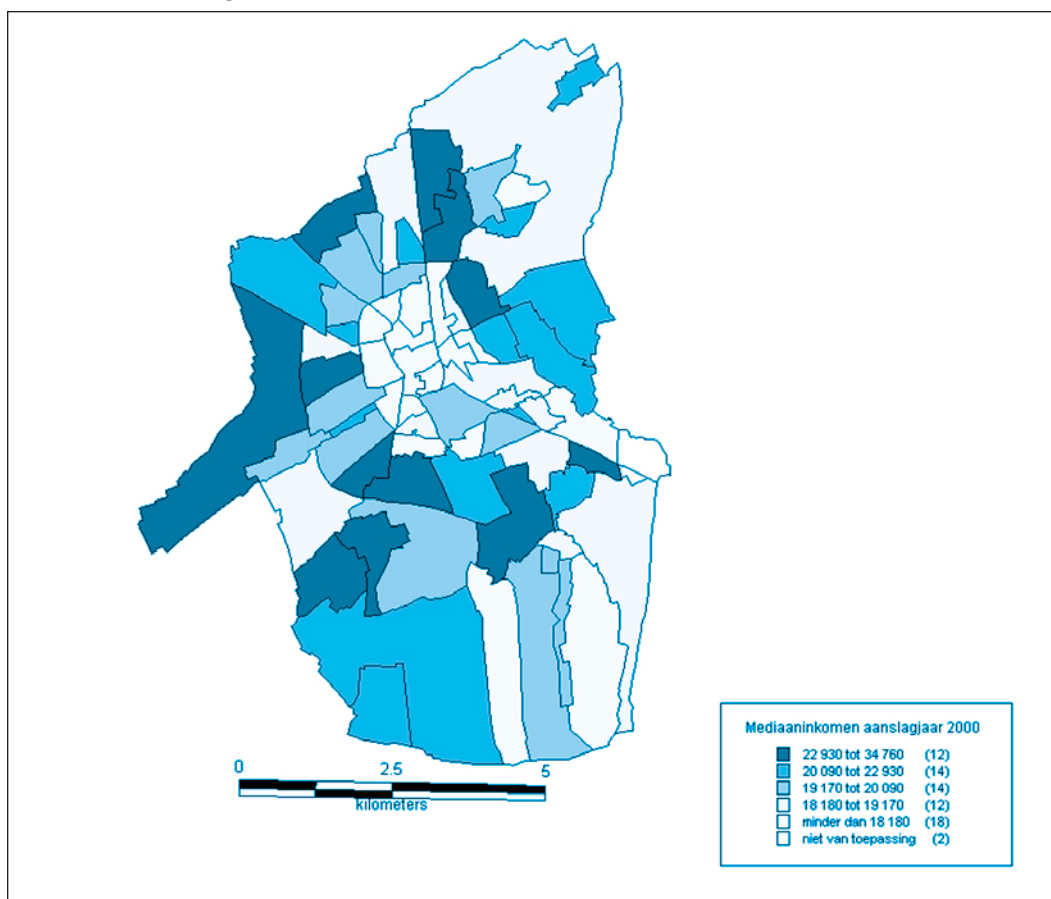 0 2.5 5
kilometers
Mediaaninkomen aanslagjaar 2000
22 930 tot 34 760 (12)
20 090 tot 22 930 (14)
19 170 tot 20 090 (14)
18 180 tot 19 170 (12)
minder dan 18 180 (18)
niet van toepassing (2)